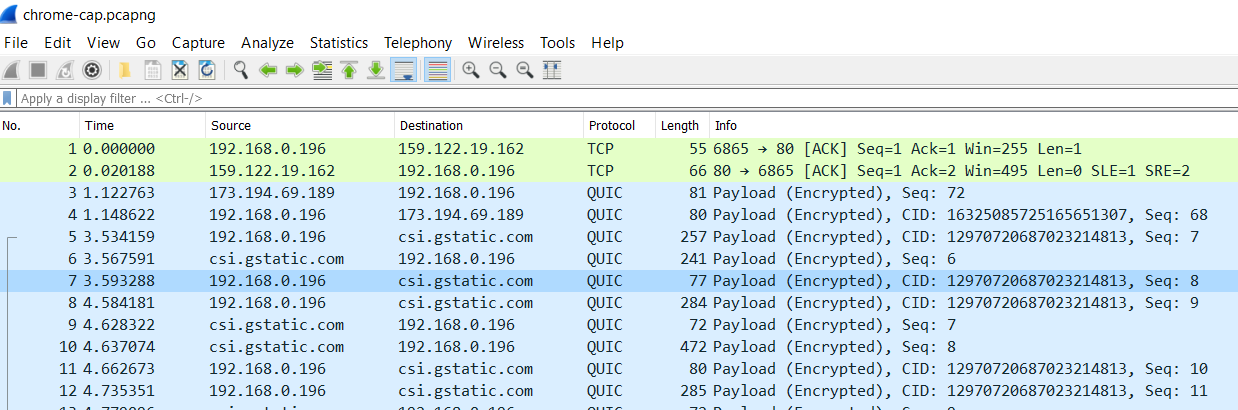 chrome-cap.pcapng
File Edit View Go Capture Analyze Statistics Telephony Wireless Tools Help
Apply a display filter ... <Ctrl-/>
No. Time Source Destination Protocol Length Info
1 0.000000 192.168.0.196 159.122.19.162 TCP 55 6865 → 80 [ACK] Seq=1 Ack=1 Win=255 Len=1
2 0.020188 159.122.19.162 192.168.0.196 TCP 66 80 → 6865 [ACK] Seq=1 Ack=2 Win=495 Len=0 SLE=1 SRE=2
3 1.122763 173.194.69.189 192.168.0.196 QUIC 81 Payload (Encrypted), Seq: 72
4 1.148622 192.168.0.196 173.194.69.189 QUIC 80 Payload (Encrypted), CID: 16325085725165651307, Seq: 68
5 3.534159 192.168.0.196 csi.gstatic.com QUIC 257 Payload (Encrypted), CID: 12970720687023214813, Seq: 7
6 3.567591 csi.gstatic.com 192.168.0.196 QUIC 241 Payload (Encrypted), Seq: 6
7 3.593288 192.168.0.196 csi.gstatic.com QUIC 77 Payload (Encrypted), CID: 12970720687023214813, Seq: 8
8 4.584181 192.168.0.196 csi.gstatic.com QUIC 284 Payload (Encrypted), CID: 12970720687023214813, Seq: 9
9 4.628322 csi.gstatic.com 192.168.0.196 QUIC 72 Payload (Encrypted), Seq: 7
10 4.637074 csi.gstatic.com 192.168.0.196 QUIC 472 Payload (Encrypted), Seq: 8
11 4.662673 192.168.0.196 csi.gstatic.com QUIC 80 Payload (Encrypted), CID: 12970720687023214813, Seq: 10
12 4.735351 192.168.0.196 csi.gstatic.com QUIC 285 Payload (Encrypted), CID: 12970720687023214813, Seq: 11